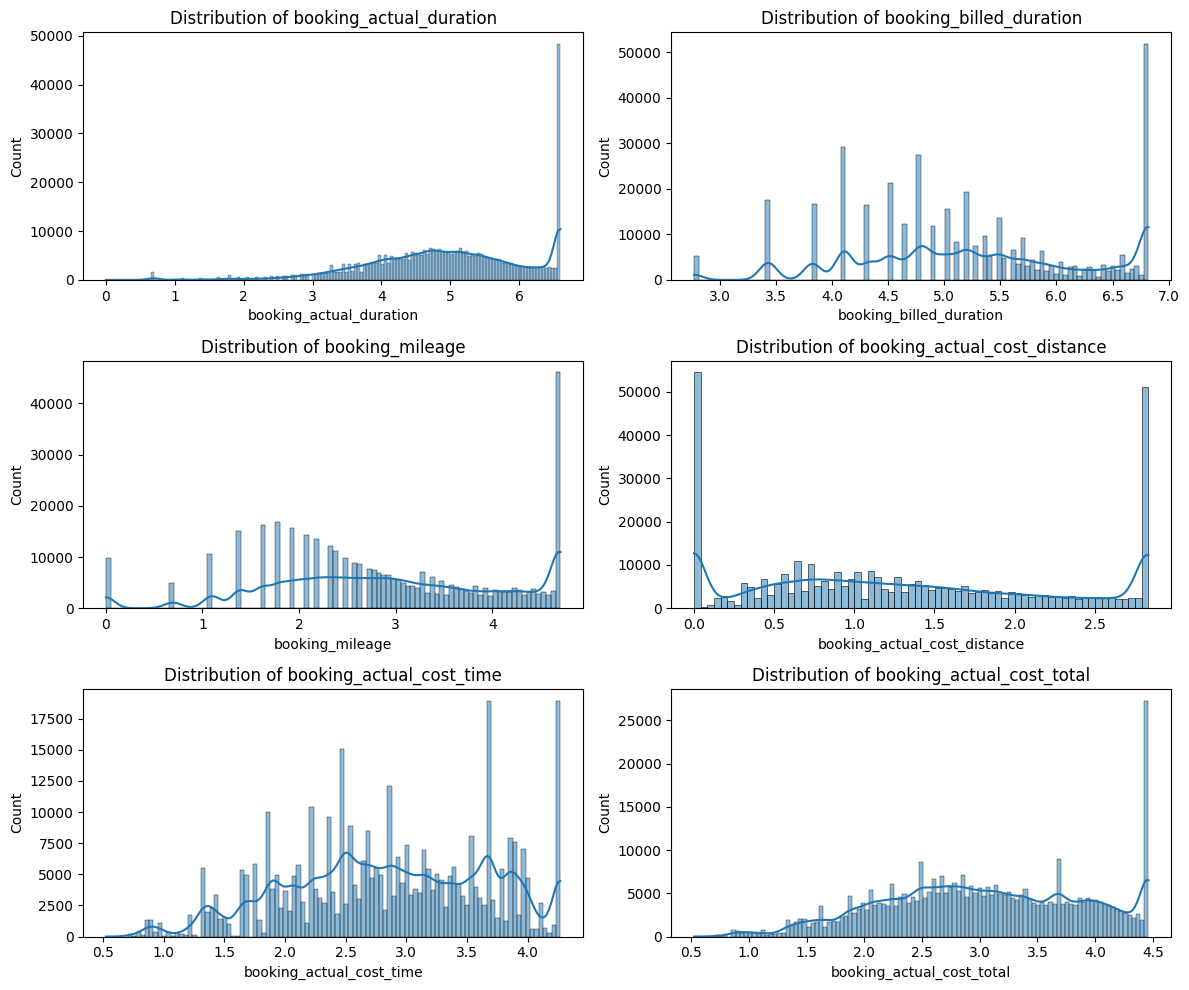 Distribution of booking_actual_duration
50000
40000
30000
20000
10000
0
Count
0 1 2 3 4 5 6
booking_actual_duration
Distribution of booking_billed_duration
50000
40000
30000
20000
10000
0
Count
3.0 3.5 4.0 4.5 5.0 5.5 6.0 6.5 7.0
booking_billed_duration
Distribution of booking_mileage
40000
30000
20000
10000
0
Count
0 1 2 3 4
booking_mileage
Distribution of booking_actual_cost_distance
50000
40000
30000
20000
10000
0
Count
0.0 0.5 1.0 1.5 2.0 2.5
booking_actual_cost_distance
Distribution of booking_actual_cost_time
17500
15000
12500
10000
7500
5000
2500
0
Count
0.5 1.0 1.5 2.0 2.5 3.0 3.5 4.0
booking_actual_cost_time
Distribution of booking_actual_cost_total
25000
20000
15000
10000
5000
0
Count
0.5 1.0 1.5 2.0 2.5 3.0 3.5 4.0 4.5
booking_actual_cost_total